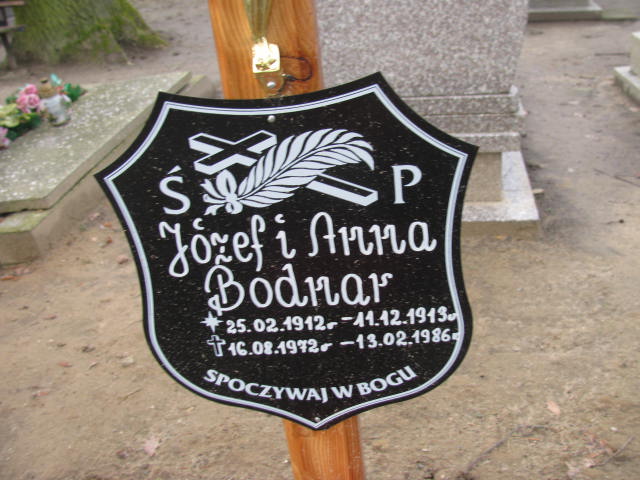 Ś P
Józef i Anna
Bodnar
25.02.1912r - 11.12.1913r
16.08.1972r - 13.02.1986r
SPOCZYWAJ W BOGU